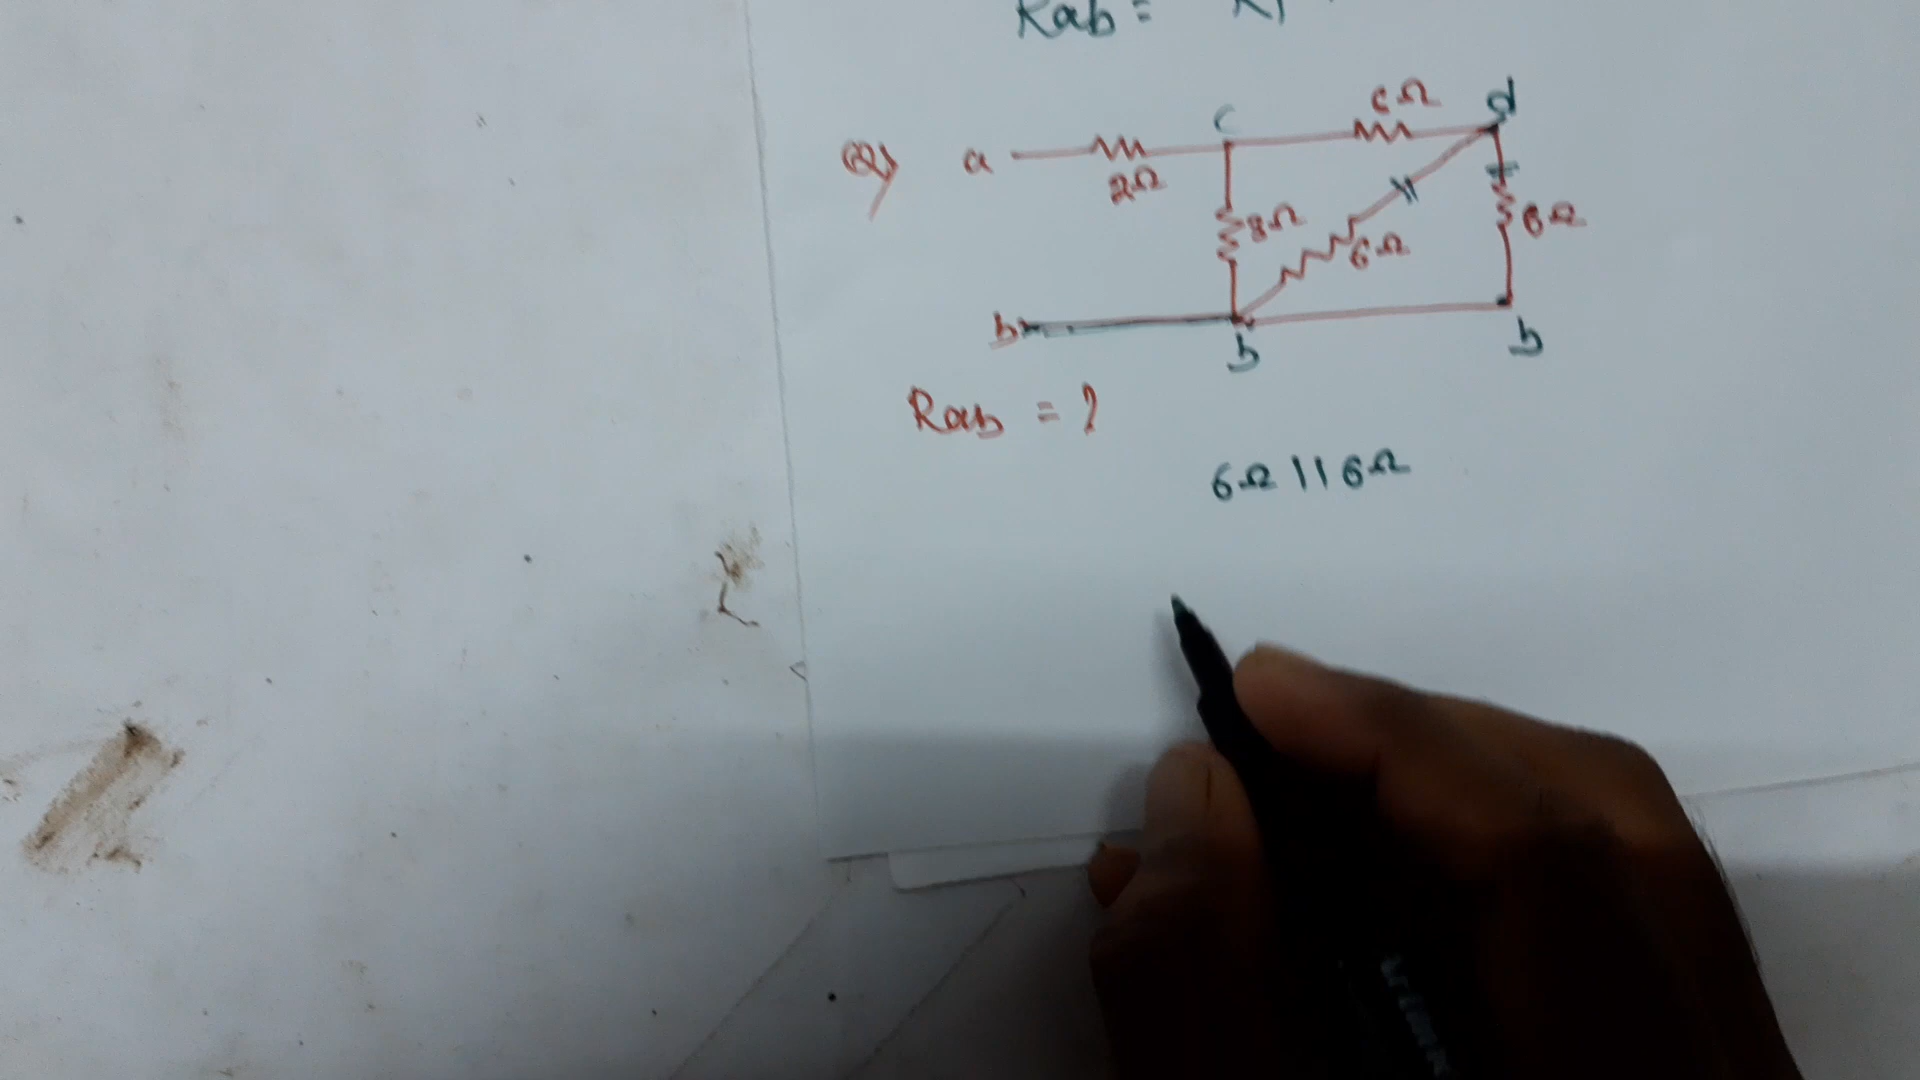 Rab =
(Q) a 2Ω c 6Ω d
8Ω 6Ω 6Ω
b b b
Rab = ?
6Ω || 6Ω